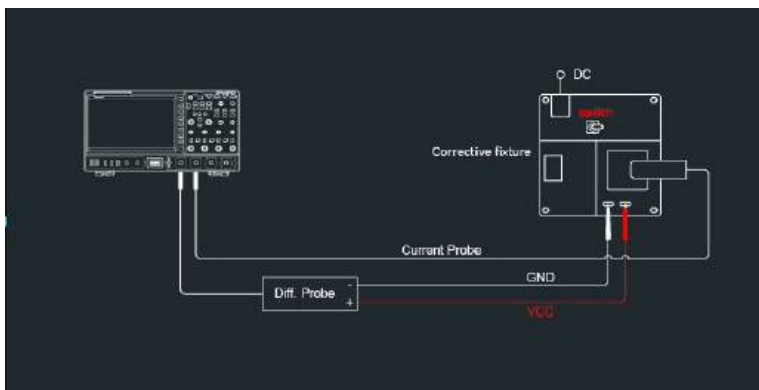 DC
switch
Corrective fixture
Current Probe
GND
Diff. Probe
-
+
VCC